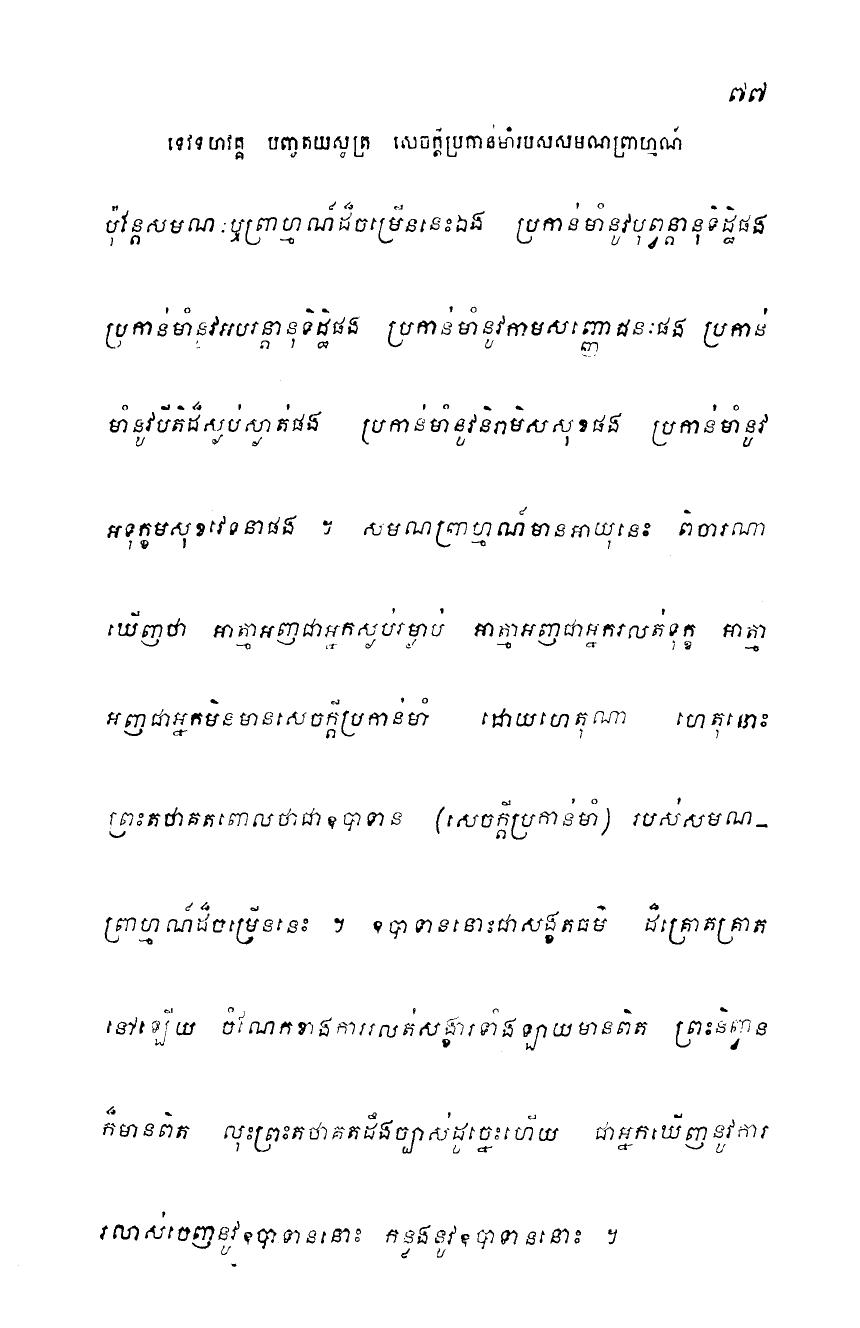 ៧៧
ទេវទហវគ្គ បញ្ចត្តយសូត្រ សេចក្តីប្រកាន់មាំរបសសមណព្រាហ្មណ៍
ប៉ុន្តែសមណៈឬព្រាហ្មណ៍ដ៏ចម្រើននេះឯង ប្រកាន់មាំនូវបុព្វន្តានុទិដ្ឋិផង
ប្រកាន់មាំនូវអបរន្តានុទិដ្ឋិផង ប្រកាន់មាំនូវកាមសញ្ញោជនៈផង ប្រកាន់
មាំនូវបីតិដ៏ស្ងប់ស្ងាត់ផង ប្រកាន់មាំនូវនិរាមិសសុខផង ប្រកាន់មាំនូវ
អទុក្ខមសុខវេទនាផង ។ សមណព្រាហ្មណ៍មានអាយុនេះ ពិចារណា
ឃើញថា អាត្មាអញជាអ្នកស្ងប់រម្ងាប់ អាត្មាអញជាអ្នករលត់ទុក្ខ អាត្មា
អញជាអ្នកមិនមានសេចក្តីប្រកាន់មាំ ដោយហេតុណា ហេតុនោះ
ព្រះតថាគតពោលថាជាឧបាទាន (សេចក្តីប្រកាន់មាំ) របស់សមណ-
ព្រាហ្មណ៍ដ៏ចម្រើននេះ ។ ឧបាទាននោះជាសង្ខតធម៌ ដ៏គ្រោតគ្រាត
នៅឡើយ ចំណែកខាងការរលត់សង្ខារទាំងឡាយមានពិត ព្រះនិញ្វន
ក៏មានពិត លុះព្រះតថាគតដឹងច្បាស់ដូច្នេះហើយ ជាអ្នកឃើញនូវការ
រលាស់ចេញនូវឧបាទាននោះ កន្លងនូវឧបាទាននោះ ។